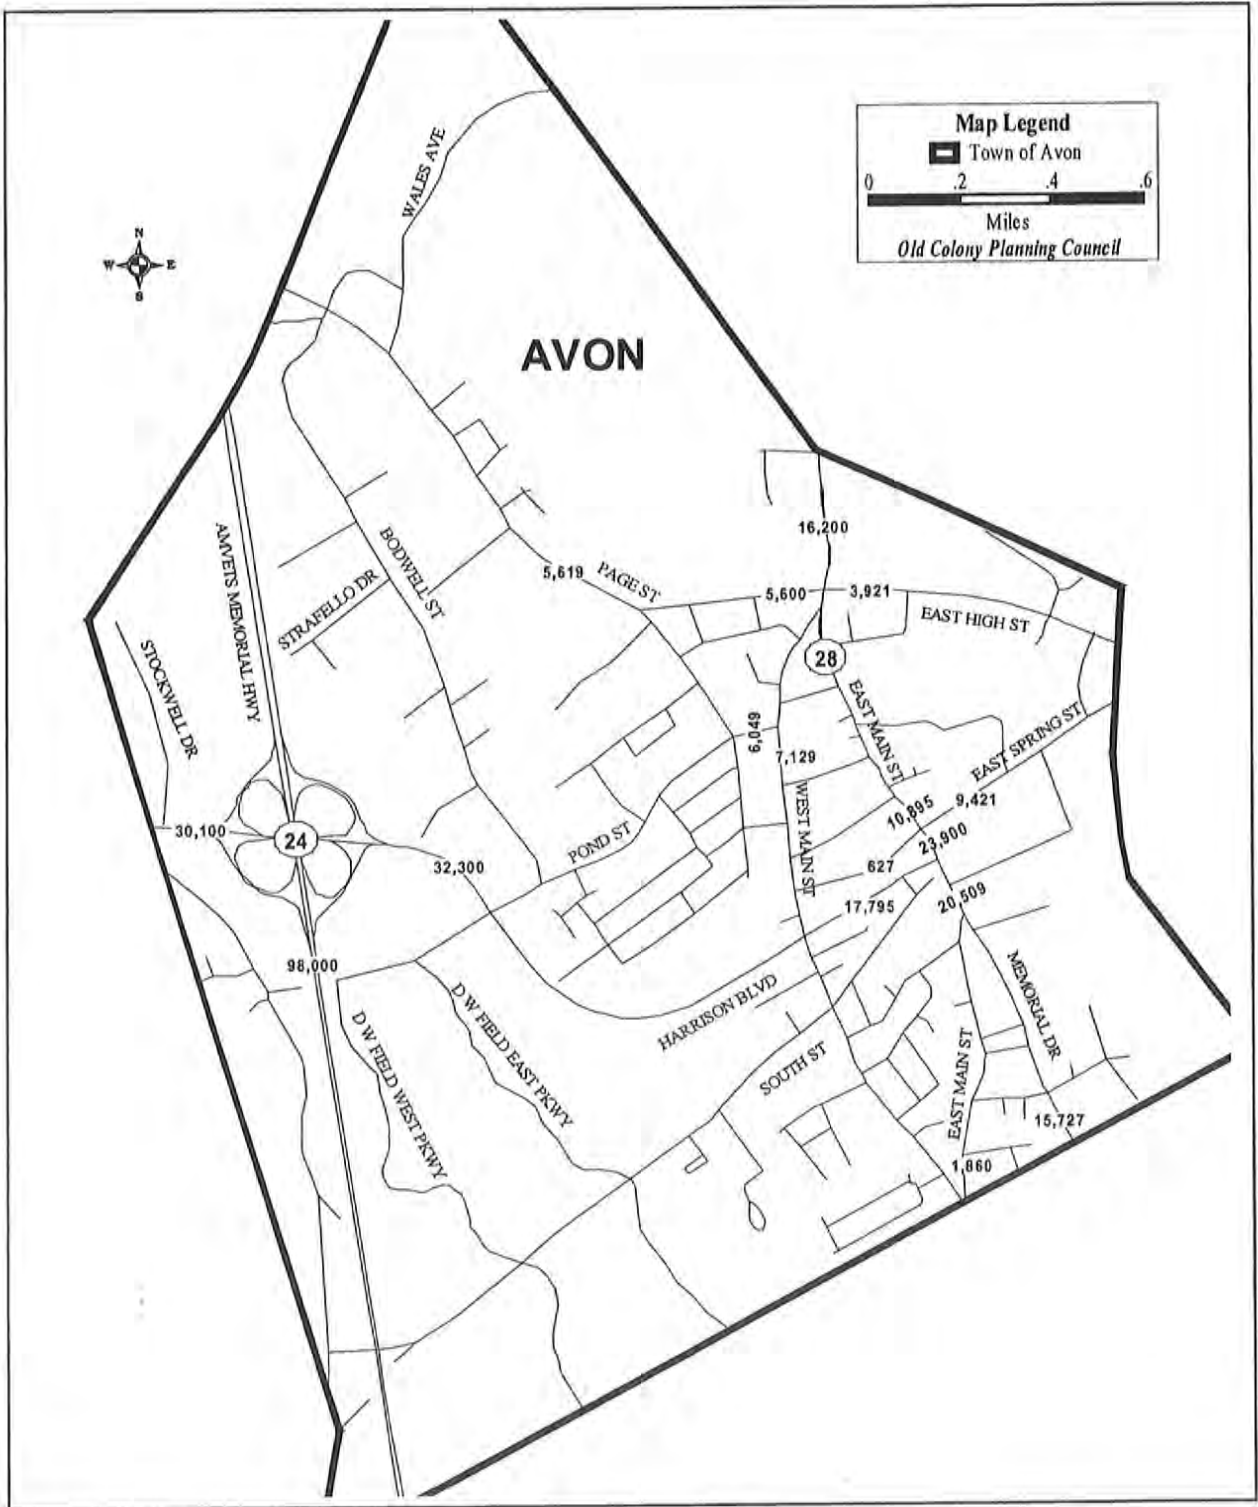 Map Legend
Town of Avon
0 .2 .4 .6
Miles
Old Colony Planning Council
N
W E
S
WALES AVE
AVON
16,200
AMVETS MEMORIAL HWY
BODWELL ST
STRAFELLO DR
5,619
PAGE ST
5,600
3,921
EAST HIGH ST
28
STOCKWELL DR
EAST MAIN ST
6,049
7,129
EAST SPRING ST
WEST MAIN ST
10,895
9,421
30,100
24
32,300
POND ST
23,900
627
17,795
20,509
98,000
D W FIELD EAST PKWY
D W FIELD WEST PKWY
HARRISON BLVD
MEMORIAL DR
SOUTH ST
EAST MAIN ST
15,727
1,860